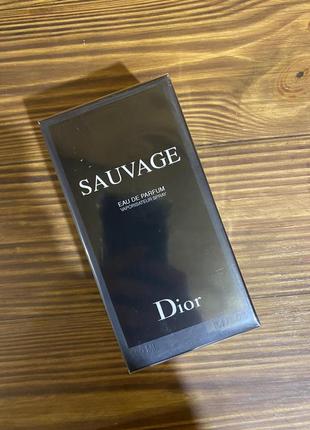 SAUVAGE
EAU DE PARFUM
VAPORISATEUR SPRAY
Dior